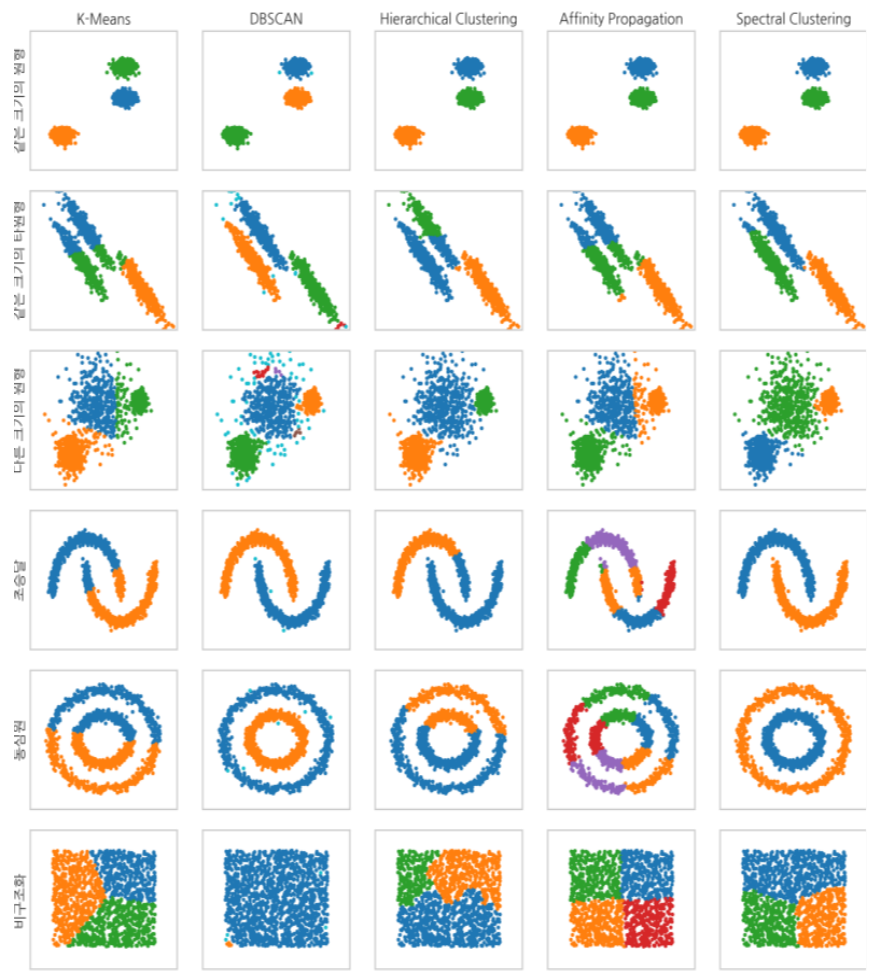 K-Means
DBSCAN
Hierarchical Clustering
Affinity Propagation
Spectral Clustering
같은 크기의 원형
같은 크기의 타원형
다른 크기의 원형
초승달
동심원
비구조화